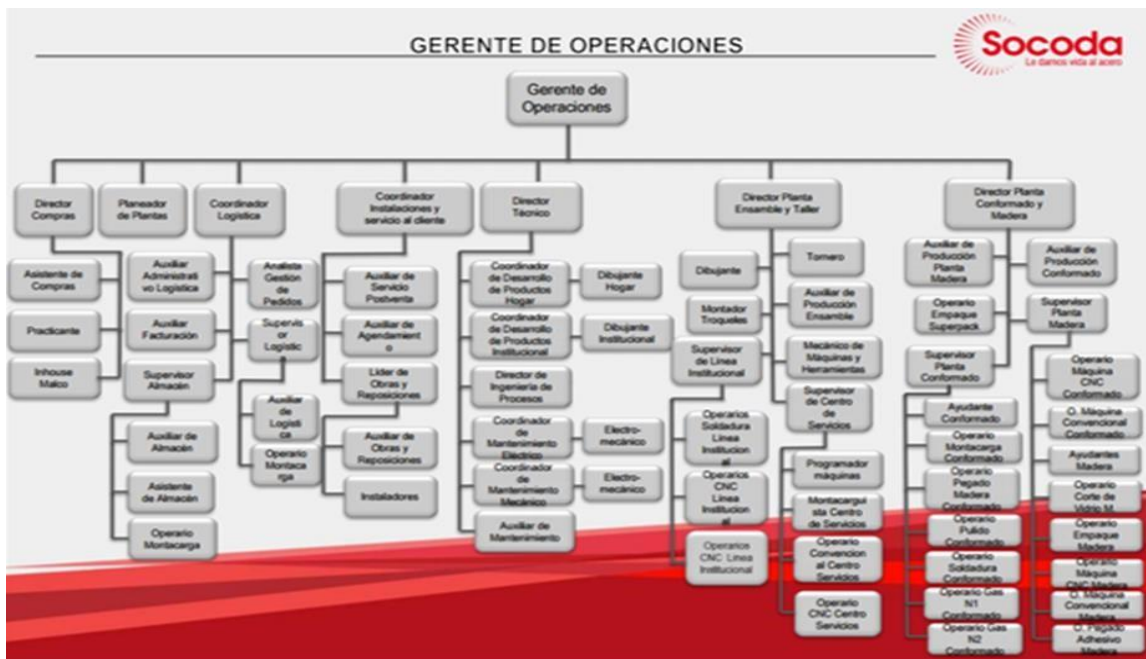 GERENTE DE OPERACIONES
Socoda
Le damos vida al acero
Gerente de
Operaciones
Director
Compras
Planeador
de Plantas
Coordinador
Logística
Coordinador
Instalaciones y
servicio al cliente
Director
Técnico
Director Planta
Ensamble y Taller
Director Planta
Conformado y
Madera
Asistente de
Compras
Practicante
Inhouse
Malco
Auxiliar
Administrati
vo Logística
Auxiliar
Facturación
Supervisor
Almacén
Auxiliar de
Almacén
Asistente
de Almacén
Operario
Montacarga
Analista
Gestión
de
Pedidos
Supervis
or
Logístic
Auxiliar
de
Logísti
ca
Operario
Montaca
rga
Auxiliar de
Servicio
Postventa
Auxiliar de
Agendamient
o
Líder de
Obras y
Reposiciones
Auxiliar de
Obras y
Reposiciones
Instaladores
Coordinador
de Desarrollo
de Productos
Hogar
Dibujante
Hogar
Coordinador
de Desarrollo
de Productos
Institucional
Dibujante
Institucional
Director de
Ingeniería de
Procesos
Coordinador
de
Mantenimiento
Eléctrico
Electro-
mecánico
Coordinador
de
Mantenimiento
Mecánico
Electro-
mecánico
Auxiliar de
Mantenimiento
Dibujante
Montador
Troqueles
Supervisor
de Línea
Institucional
Operarios
Soldadura
Línea
Institucion
al
Operarios
CNC
Línea
Institucion
al
Operarios
CNC Línea
Institucional
Tornero
Auxiliar de
Producción
Ensamble
Mecánico de
Máquinas y
Herramientas
Supervisor
de Centro
de
Servicios
Programador
máquinas
Montacargui
sta Centro
de Servicios
Operario
Convencion
al Centro
Servicios
Operario
CNC Centro
Servicios
Auxiliar de
Producción
Planta
Madera
Operario
Empaque
Superpack
Supervisor
Planta
Conformado
Ayudante
Conformado
Operario
Montacarga
Conformado
Operario
Pegado
Madera
Conformado
Operario
Pulido
Conformado
Operario
Soldadura
Conformado
Operario Gas
N1
Conformado
Operario Gas
N2
Conformado
Auxiliar de
Producción
Conformado
Supervisor
Planta
Madera
Operario
Máquina
CNC
Conformado
O. Máquina
Convencional
Conformado
Ayudantes
Madera
Operario
Corte de
Vidrio M.
Operario
Empaque
Madera
Operario
Máquina
CNC Madera
O. Máquina
Convencional
Madera
O. Pegado
Adhesivo
Madera